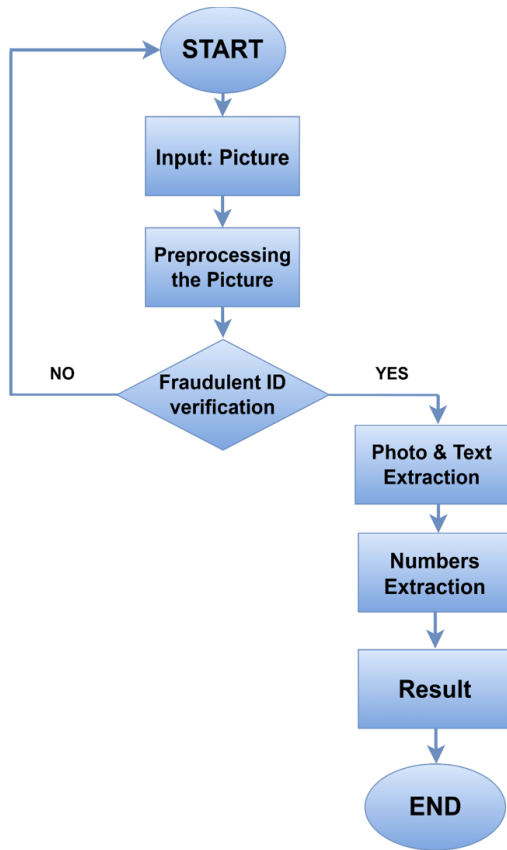 START
Input: Picture
Preprocessing
the Picture
NO
Fraudulent ID
verification
YES
Photo & Text
Extraction
Numbers
Extraction
Result
END